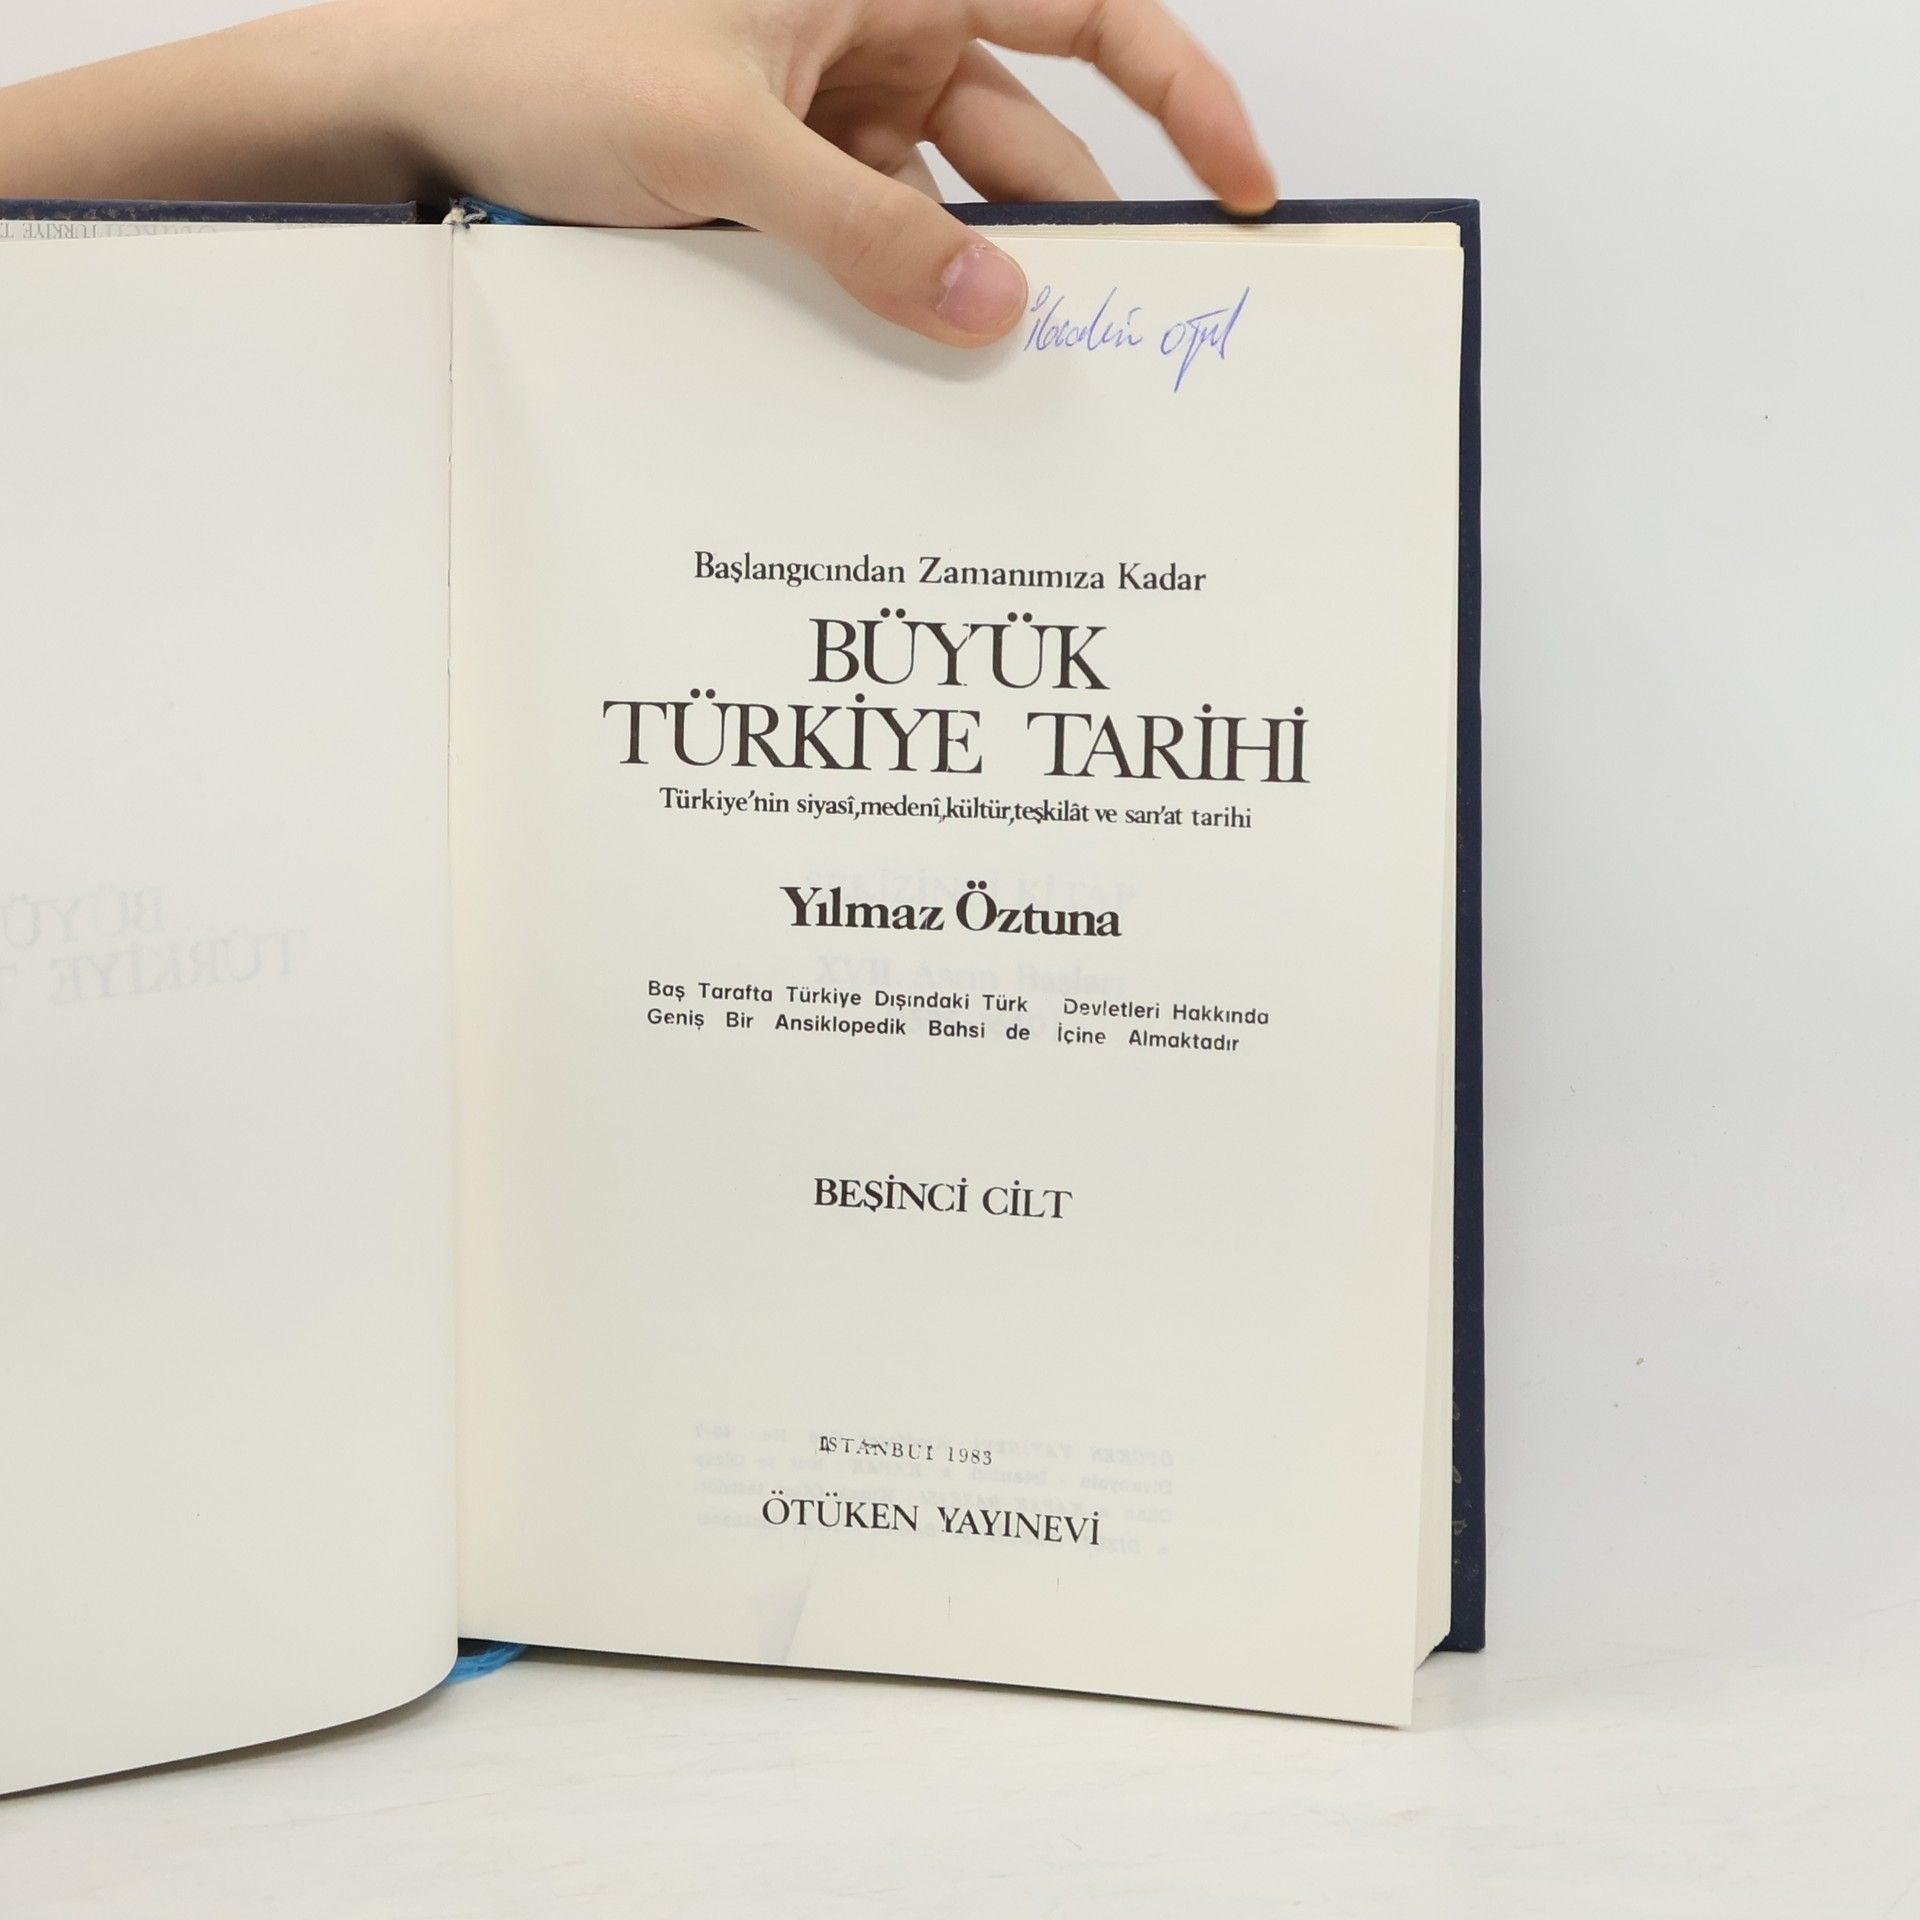 Başlangıcından Zamanımıza Kadar
BÜYÜK
TÜRKİYE TARİHİ
Türkiye'nin siyasî,medenî,kültür,teşkilât ve san'at tarihi
Yılmaz Öztuna
Baş Tarafta Türkiye Dışındaki Türk Devletleri Hakkında
Geniş Bir Ansiklopedik Bahsi de İçine Almaktadır
BEŞİNCİ CİLT
İSTANBUL 1983
ÖTÜKEN YAYINEVİ